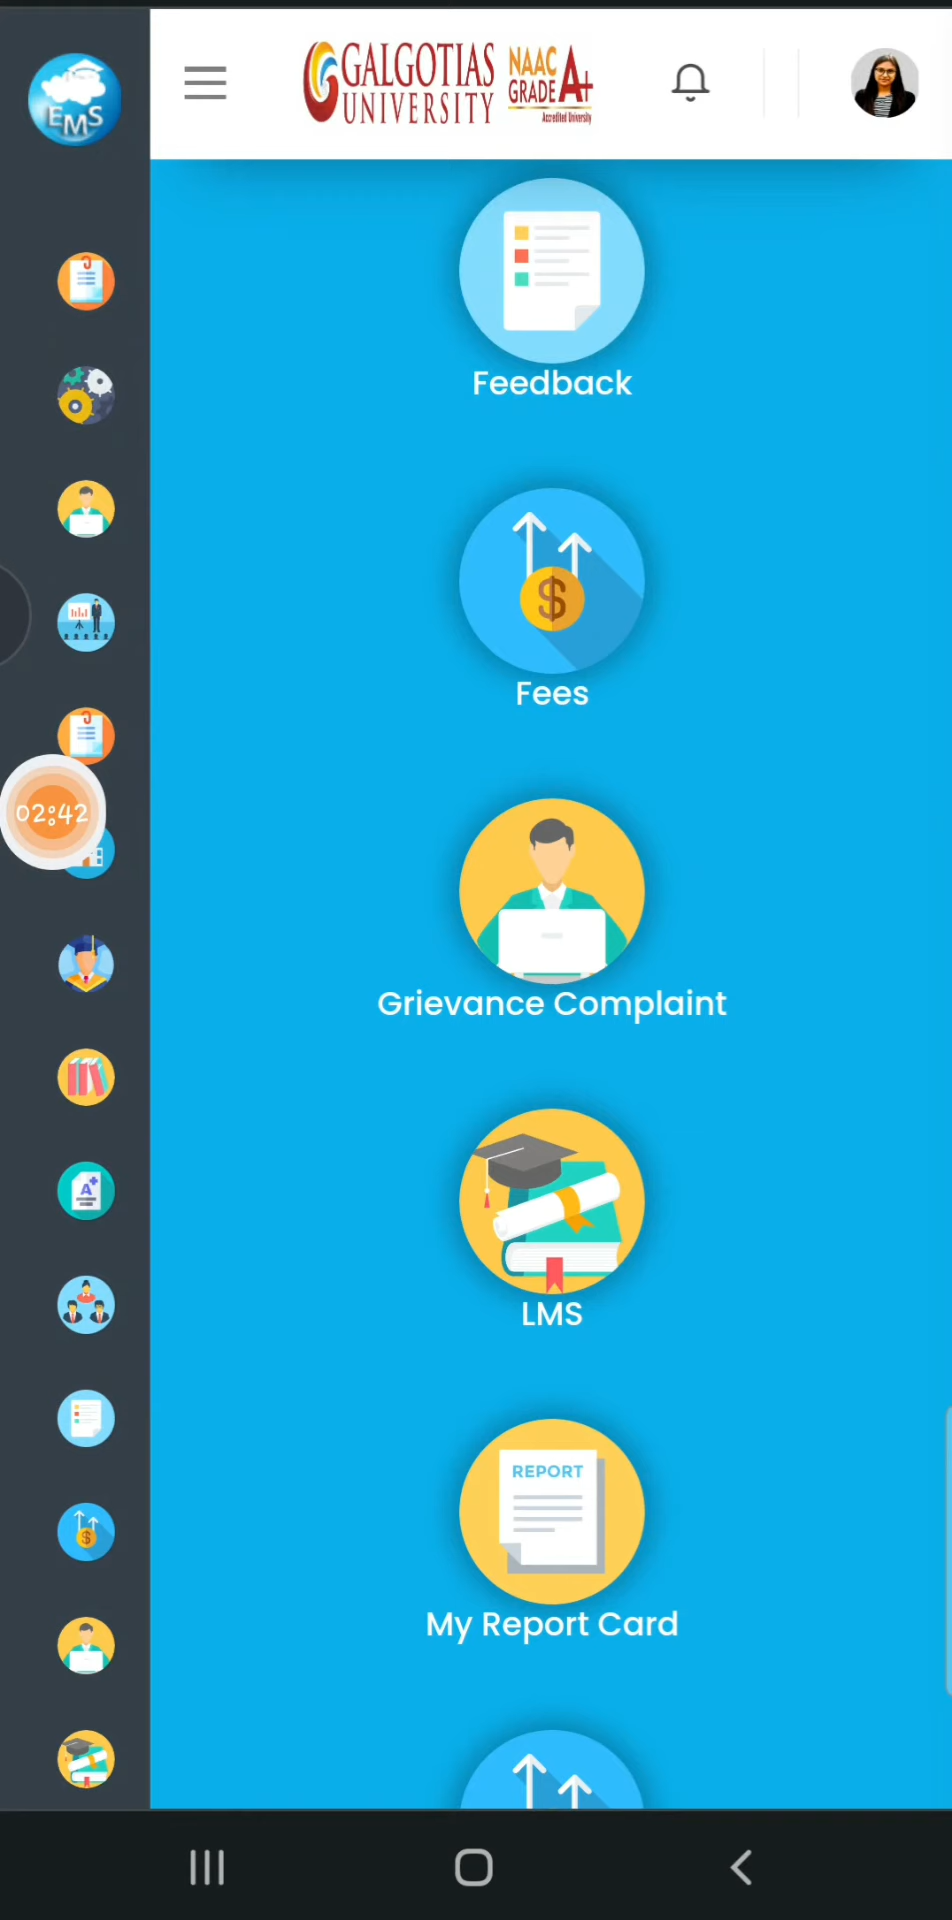 EMS
GALGOTIAS
UNIVERSITY
NAAC
GRADE A+
Accredited University
Feedback
$
Fees
02:42
Grievance Complaint
A+
LMS
REPORT
My Report Card
$